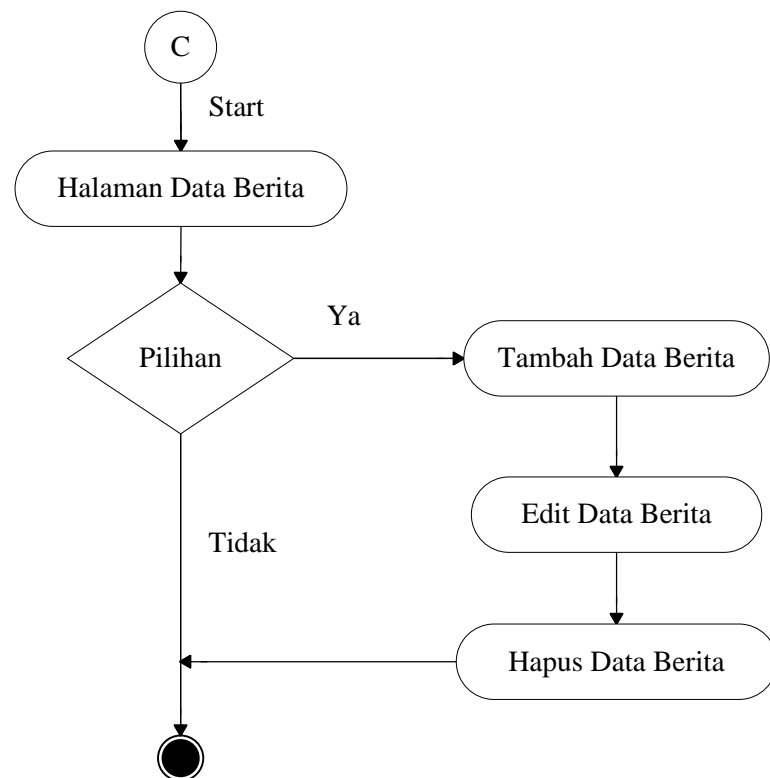 C
Start
Halaman Data Berita
Ya
Pilihan
Tambah Data Berita
Edit Data Berita
Tidak
Hapus Data Berita